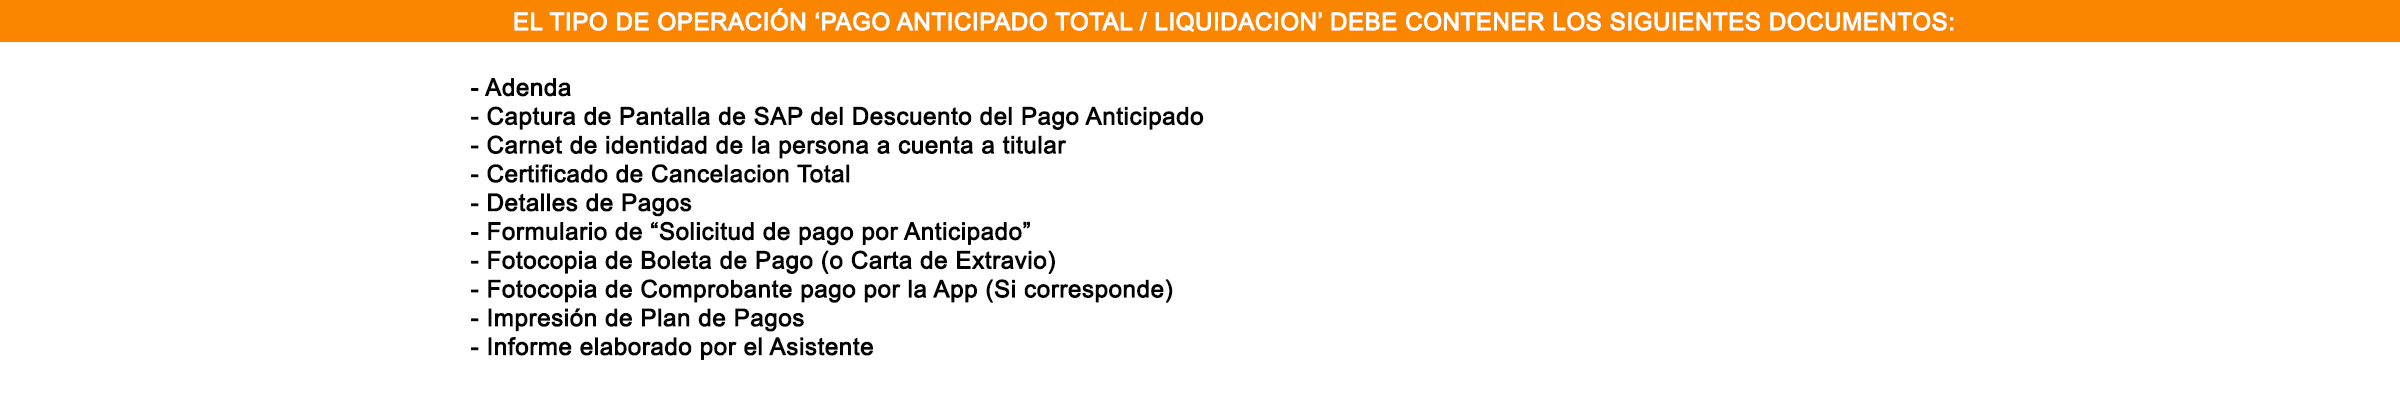 EL TIPO DE OPERACIÓN ‘PAGO ANTICIPADO TOTAL / LIQUIDACION’ DEBE CONTENER LOS SIGUIENTES DOCUMENTOS:
- Adenda
- Captura de Pantalla de SAP del Descuento del Pago Anticipado
- Carnet de identidad de la persona a cuenta a titular
- Certificado de Cancelacion Total
- Detalles de Pagos
- Formulario de “Solicitud de pago por Anticipado”
- Fotocopia de Boleta de Pago (o Carta de Extravio)
- Fotocopia de Comprobante pago por la App (Si corresponde)
- Impresión de Plan de Pagos
- Informe elaborado por el Asistente